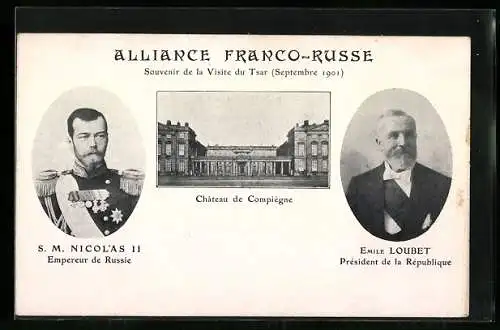 ALLIANCE FRANCO-RUSSE
Souvenir de la Visite du Tsar (Septembre 1901)
Château de Compiègne
S. M. NICOLAS II
Empereur de Russie
EMILE LOUBET
Président de la République